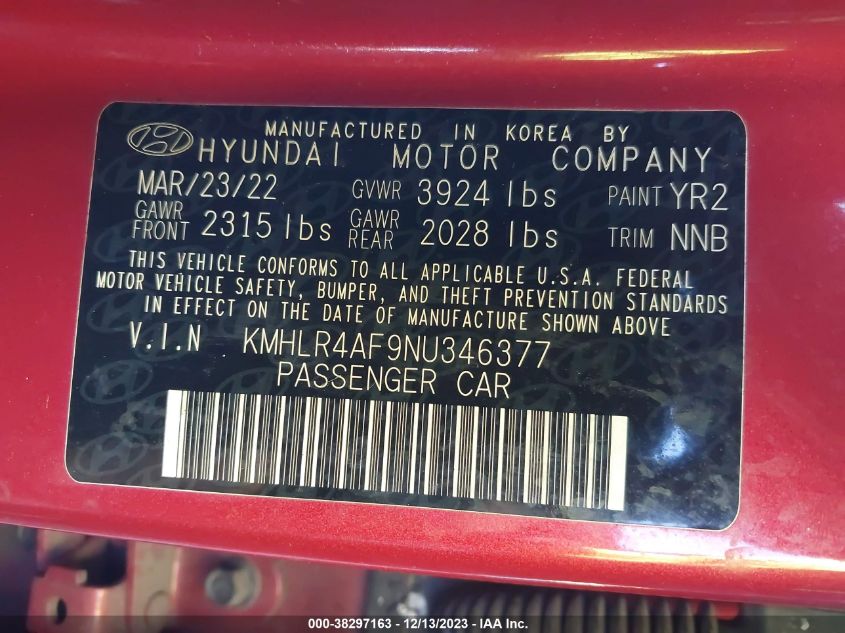 MANUFACTURED IN KOREA BY
HYUNDAI MOTOR COMPANY
MAR/23/22 GVWR 3924 lbs PAINT YR2
GAWR FRONT 2315 lbs GAWR REAR 2028 lbs TRIM NNB
THIS VEHICLE CONFORMS TO ALL APPLICABLE U.S.A. FEDERAL
MOTOR VEHICLE SAFETY, BUMPER, AND THEFT PREVENTION STANDARDS
IN EFFECT ON THE DATE OF MANUFACTURE SHOWN ABOVE
V.I.N KMHLR4AF9NU346377
PASSENGER CAR
000-38297163 - 12/13/2023 - IAA Inc.